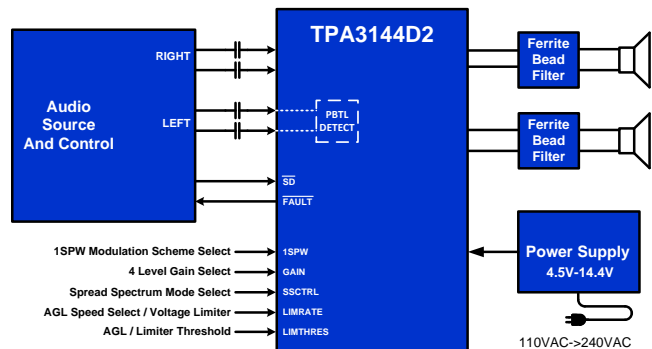 TPA3144D2
RIGHT
LEFT
Audio
Source
And Control
PBTL
DETECT
SD
FAULT
1SPW Modulation Scheme Select
1SPW
4 Level Gain Select
GAIN
Spread Spectrum Mode Select
SSCTRL
AGL Speed Select / Voltage Limiter
LIMRATE
AGL / Limiter Threshold
LIMTHRES
Ferrite
Bead
Filter
Ferrite
Bead
Filter
Power Supply
4.5V-14.4V
110VAC->240VAC